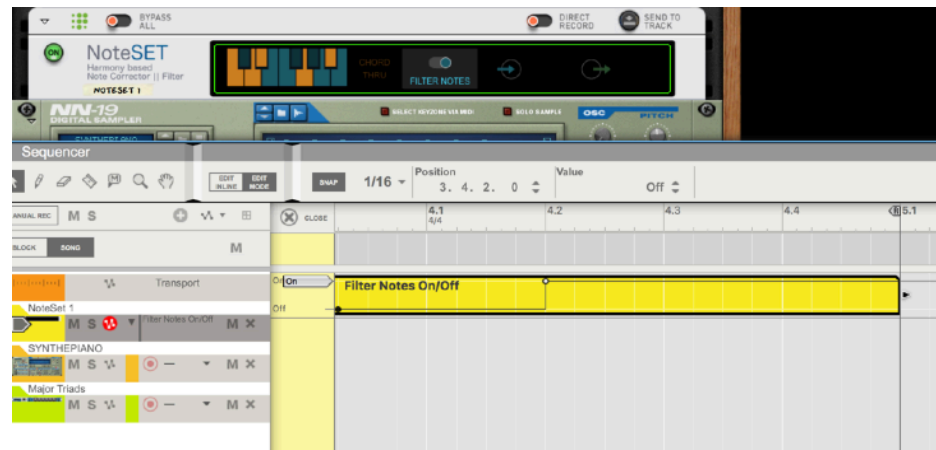 BYPASS
ALL
DIRECT
RECORD
SEND TO
TRACK
ON
NoteSET
Harmony based
Note Corrector || Filter
NOTESET 1
CHORD
THRU
FILTER NOTES
NN-19
DIGITAL SAMPLER
SELECT KEYZONE VIA MIDI
SOLO SAMPLE
OSC
PITCH
SYNTHEPIANO
Sequencer
EDIT
INLINE
EDIT
MODE
SNAP
1/16
Position
3. 4. 2. 0
Value
Off
ANUAL REC
M S
CLOSE
4.1
4/4
4.2
4.3
4.4
5.1
BLOCK
SONG
M
Transport
On
Filter Notes On/Off
Off
NoteSet 1
M S
Filter Notes On/Off
M
SYNTHEPIANO
M S
M
Major Triads
M S
M